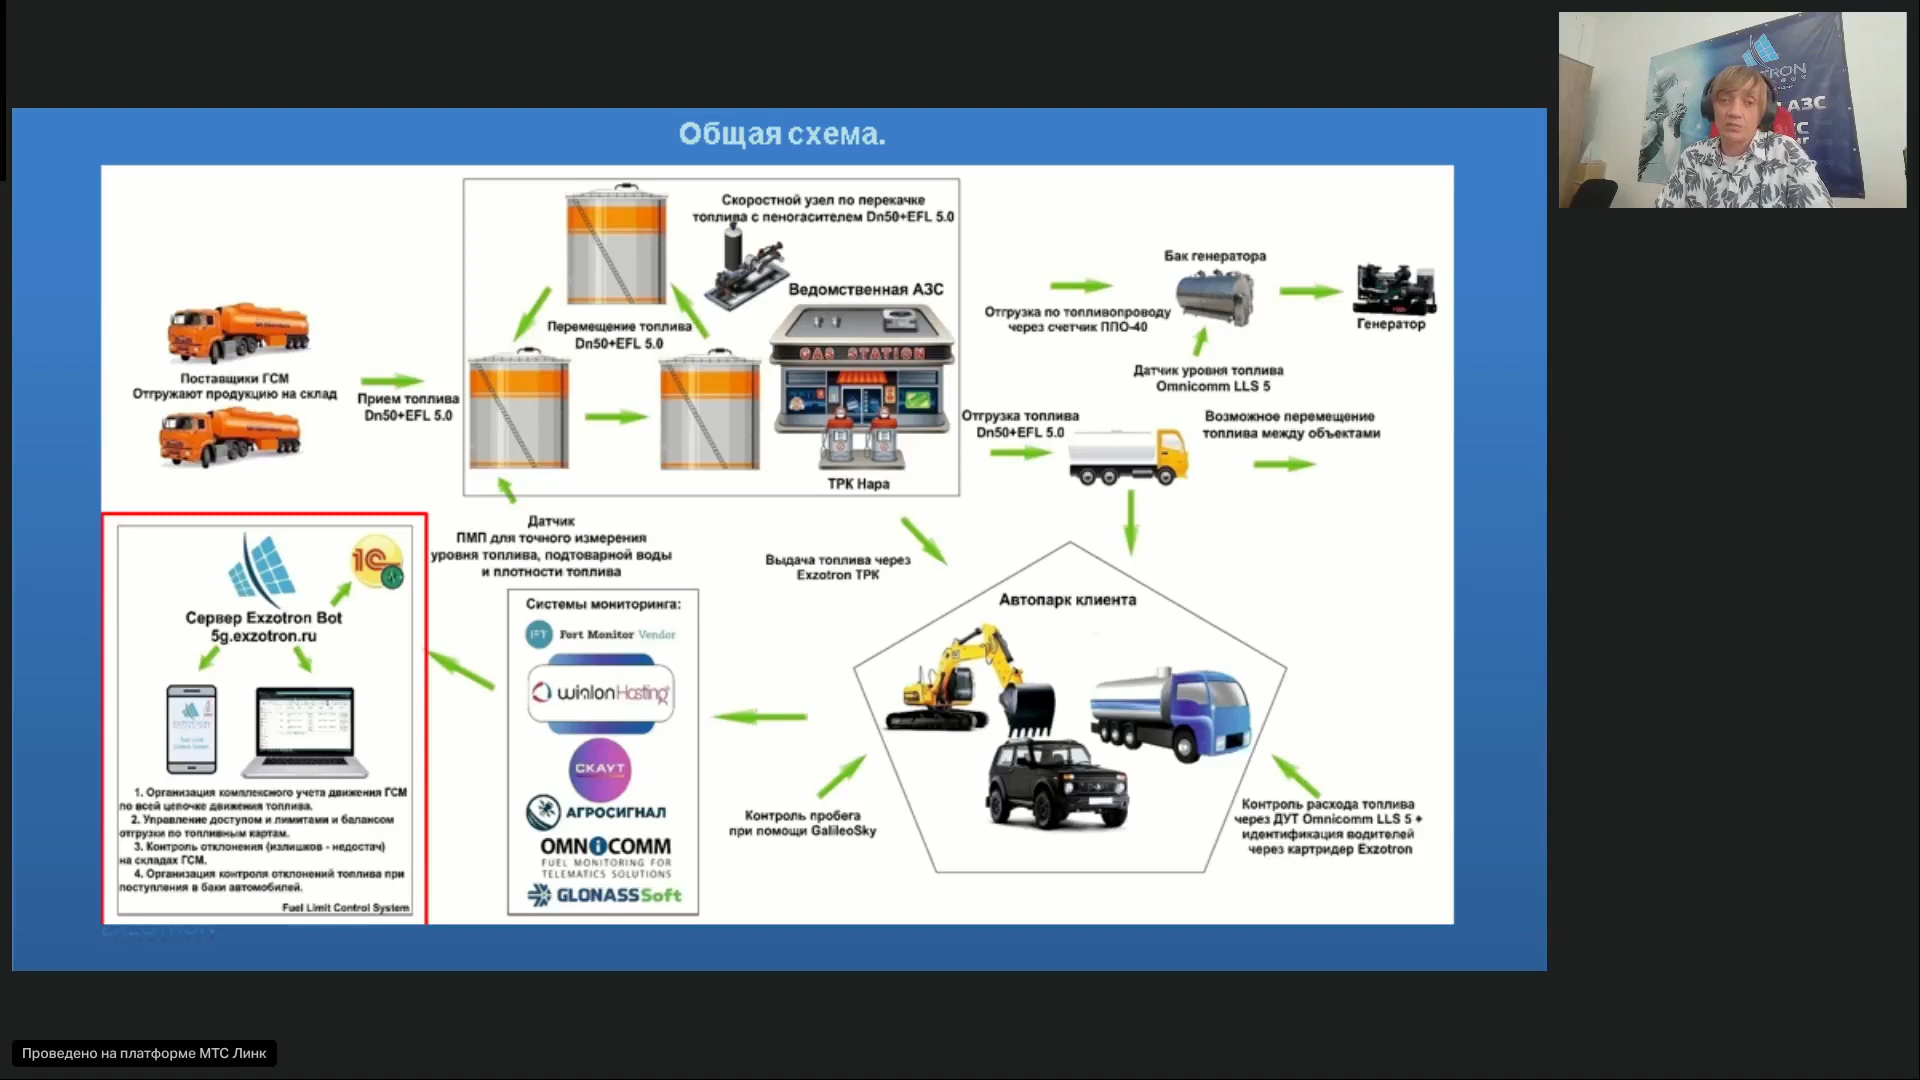 Общая схема.
Скоростной узел по перекачке
топлива с пеногасителем Dn50+EFL 5.0
Ведомственная АЗС
GAS STATION
Перемещение топлива
Dn50+EFL 5.0
ТРК Нара
Поставщики ГСМ
Отгружают продукцию на склад
Прием топлива
Dn50+EFL 5.0
Бак генератора
Отгрузка по топливопроводу
через счетчик ППО-40
Генератор
Датчик уровня топлива
Omnicomm LLS 5
Отгрузка топлива
Dn50+EFL 5.0
Возможное перемещение
топлива между объектами
Датчик
ПМП для точного измерения
уровня топлива, подтоварной воды
и плотности топлива
Выдача топлива через
Exzotron ТРК
1С
Сервер Exzotron Bot
5g.exzotron.ru
1. Организация комплексного учета движения ГСМ
по всей цепочке движения топлива.
2. Управление доступом и лимитами и балансом
отгрузки по топливным картам.
3. Контроль отклонения (излишков - недостач)
на складах ГСМ.
4. Организация контроля отклонений топлива при
поступления в баки автомобилей.
Fuel Limit Control System
Системы мониторинга:
Fort Monitor Vendor
wialon Hosting
СКАУТ
АГРОСИГНАЛ
OMNiCOMM
FUEL MONITORING FOR
TELEMATICS SOLUTIONS
GLONASSSoft
Автопарк клиента
Контроль пробега
при помощи GalileoSky
Контроль расхода топлива
через ДУТ Omnicomm LLS 5 +
идентификация водителей
через картридер Exzotron
АЗС
Проведено на платформе МТС Линк